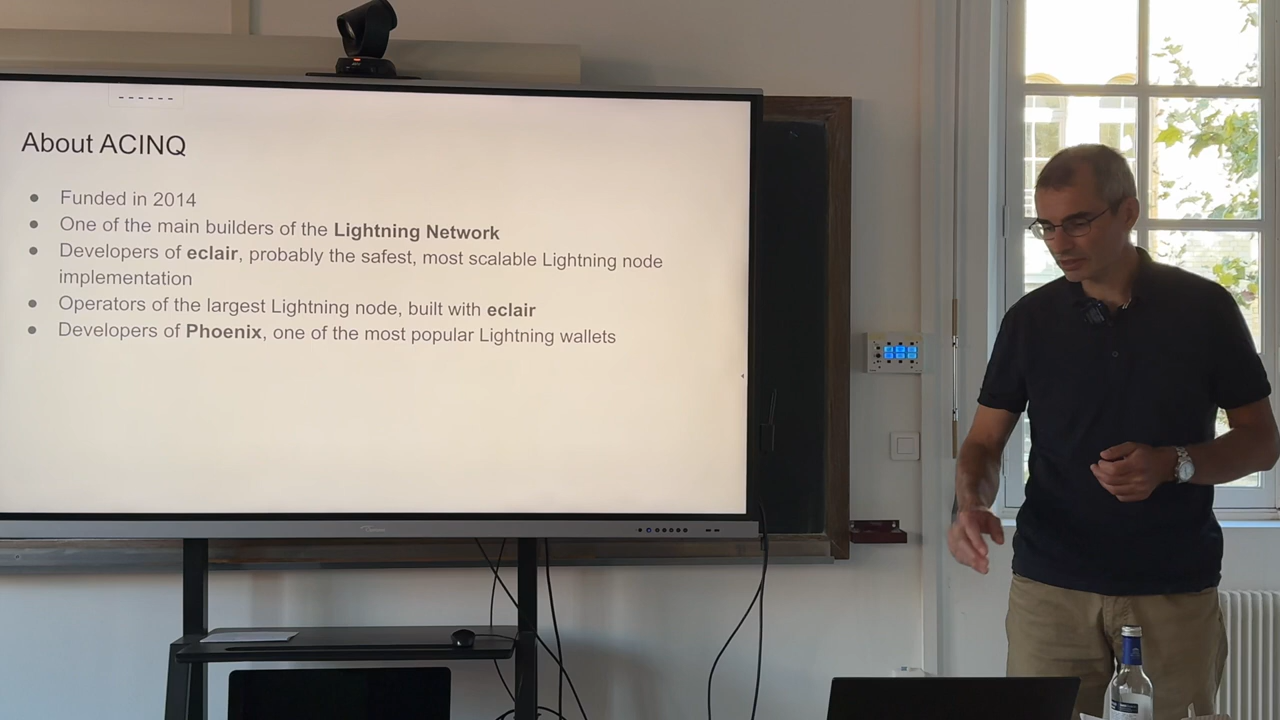 About ACINQ
● Funded in 2014
● One of the main builders of the Lightning Network
● Developers of eclair, probably the safest, most scalable Lightning node
implementation
● Operators of the largest Lightning node, built with eclair
● Developers of Phoenix, one of the most popular Lightning wallets